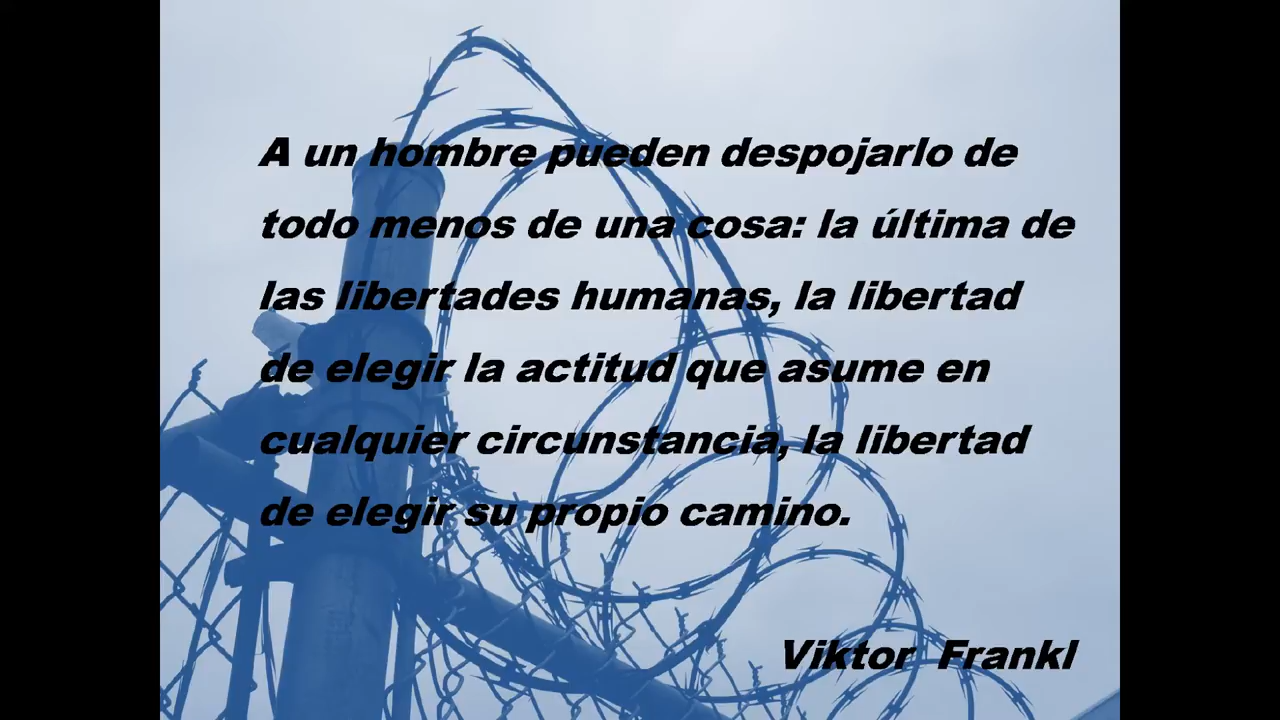 A un hombre pueden despojarlo de
todo menos de una cosa: la última de
las libertades humanas, la libertad
de elegir la actitud que asume en
cualquier circunstancia, la libertad
de elegir su propio camino.
Viktor Frankl